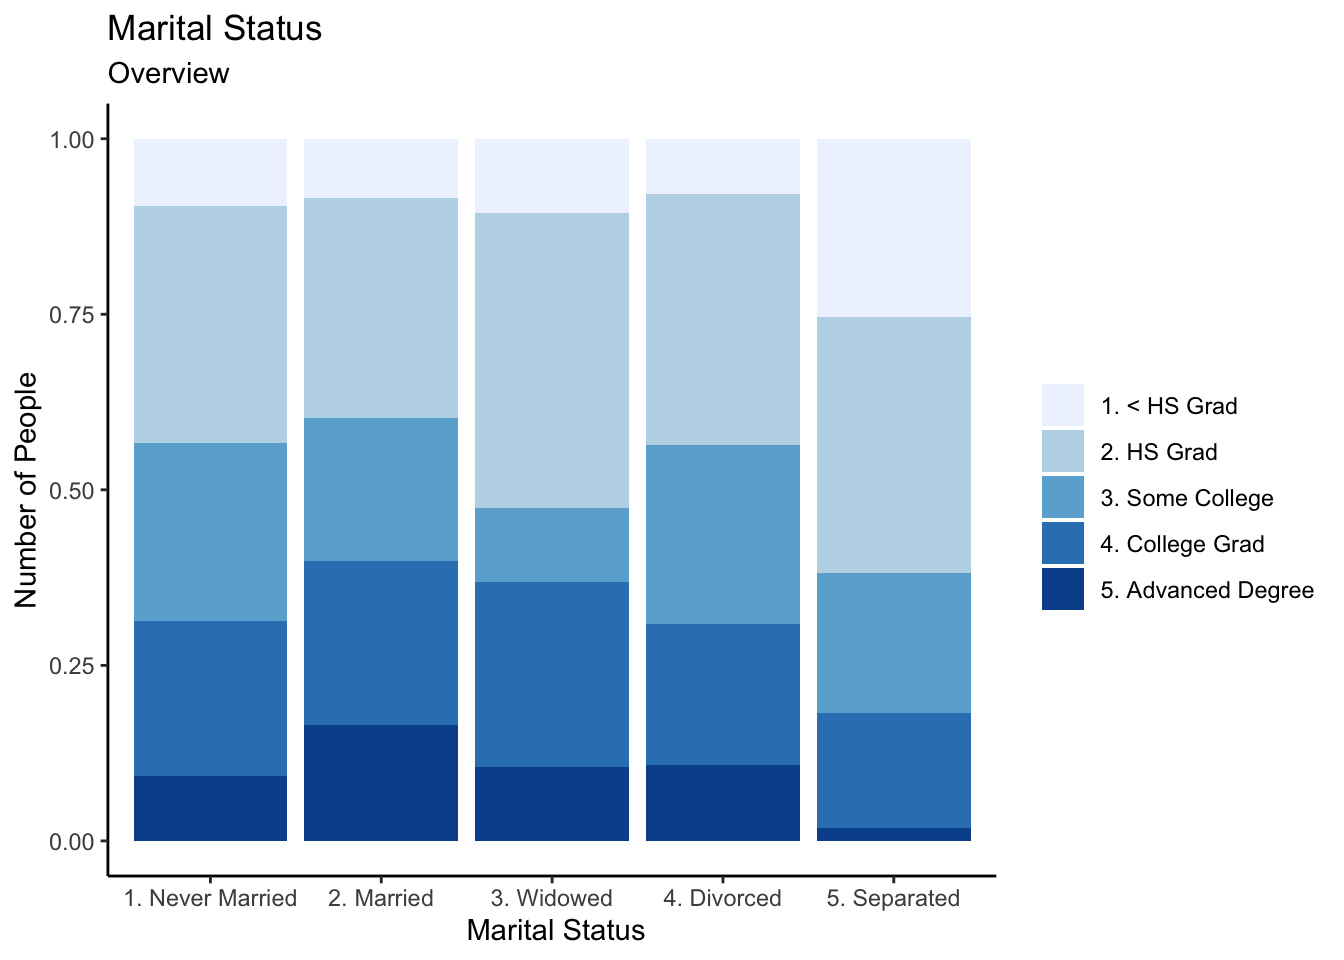 Marital Status
Overview
1.00
0.75
0.50
0.25
0.00
Number of People
1. Never Married
2. Married
3. Widowed
4. Divorced
5. Separated
Marital Status
1. < HS Grad
2. HS Grad
3. Some College
4. College Grad
5. Advanced Degree